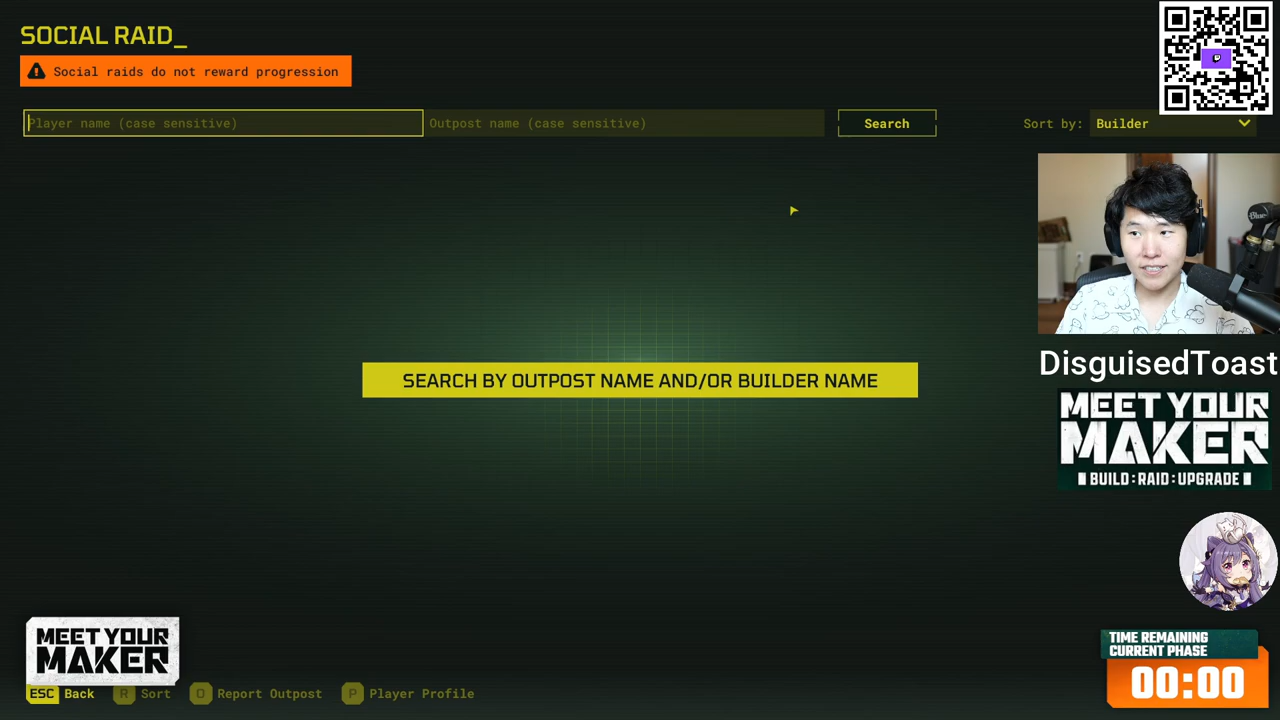 SOCIAL RAID_
Social raids do not reward progression
Player name (case sensitive)
Outpost name (case sensitive)
Search
Sort by: Builder
SEARCH BY OUTPOST NAME AND/OR BUILDER NAME
DisguisedToast
MEET YOUR
MAKER
BUILD:RAID:UPGRADE
MEET YOUR
MAKER
TIME REMAINING
CURRENT PHASE
00:00
ESC Back
R Sort
O Report Outpost
P Player Profile